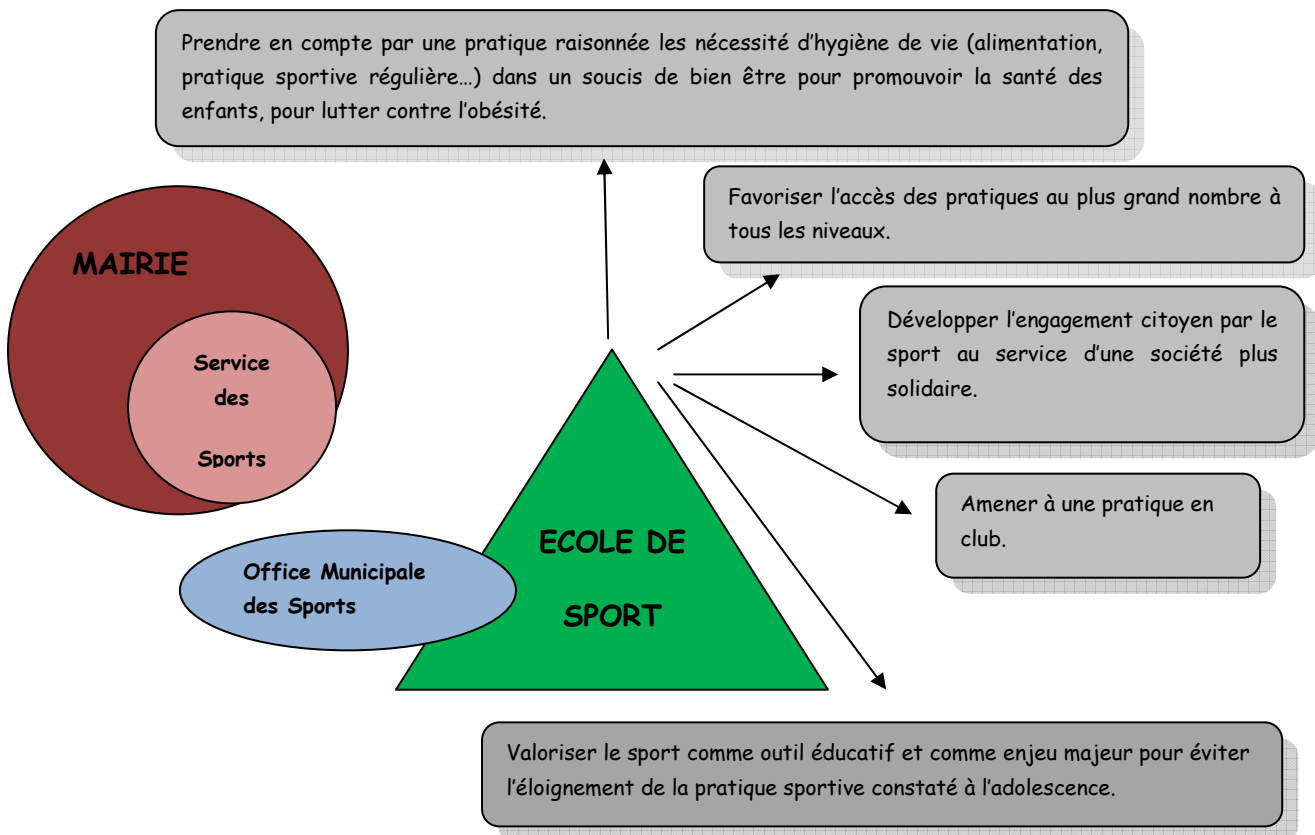 Prendre en compte par une pratique raisonnée les nécessité d'hygiène de vie (alimentation,
pratique sportive régulière…) dans un soucis de bien être pour promouvoir la santé des
enfants, pour lutter contre l'obésité.
Favoriser l'accès des pratiques au plus grand nombre à
tous les niveaux.
MAIRIE
Service
des
Sports
Développer l'engagement citoyen par le
sport au service d'une société plus
solidaire.
Amener à une pratique en
club.
Office Municipale
des Sports
ECOLE DE
SPORT
Valoriser le sport comme outil éducatif et comme enjeu majeur pour éviter
l'éloignement de la pratique sportive constaté à l'adolescence.